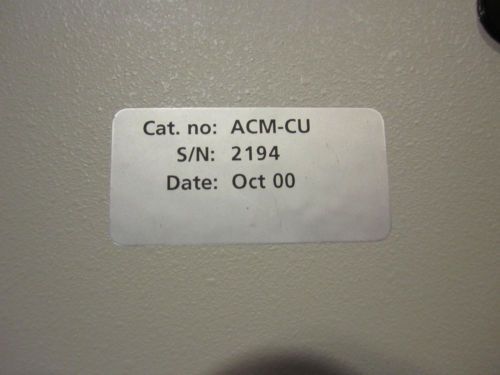 Cat. no: ACM-CU
S/N: 2194
Date: Oct 00